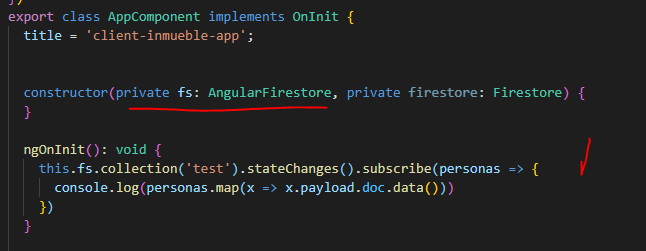 })
export class AppComponent implements OnInit {
title = 'client-inmueble-app';
constructor(private fs: AngularFirestore, private firestore: Firestore) {
}
ngOnInit(): void {
this.fs.collection('test').stateChanges().subscribe(personas => {
console.log(personas.map(x => x.payload.doc.data()))
})
}